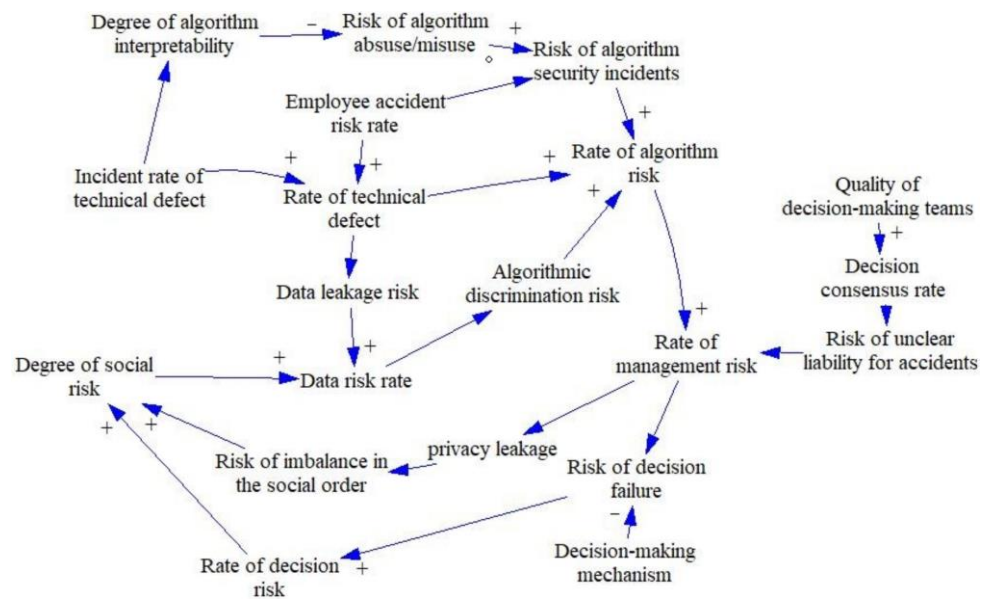 Degree of algorithm
interpretability
−
Risk of algorithm
abuse/misuse
+
Risk of algorithm
security incidents
Employee accident
risk rate
+
Incident rate of
technical defect
+
+
Rate of technical
defect
+
Rate of algorithm
risk
+
Quality of
decision-making teams
+
Data leakage risk
Algorithmic
discrimination risk
Decision
consensus rate
+
Degree of social
risk
+
+
Data risk rate
Rate of
management risk
Risk of unclear
liability for accidents
+
+
privacy leakage
Risk of imbalance in
the social order
Risk of decision
failure
−
Rate of decision
risk
+
Decision-making
mechanism